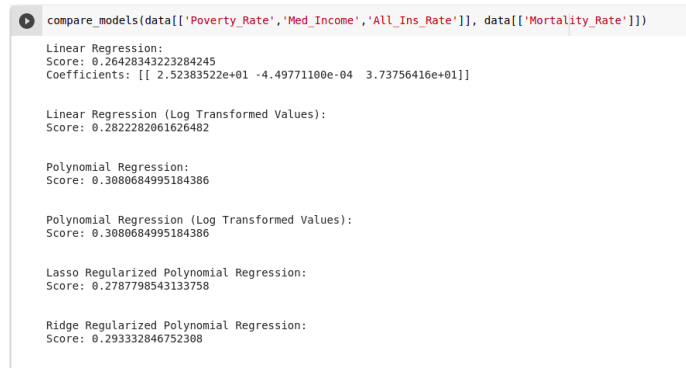 compare_models(data[['Poverty_Rate','Med_Income','All_Ins_Rate']], data[['Mortality_Rate']])
Linear Regression:
Score: 0.26428343223284245
Coefficients: [[ 2.52383522e+01 -4.49771100e-04  3.73756416e+01]]
Linear Regression (Log Transformed Values):
Score: 0.2822282061626482
Polynomial Regression:
Score: 0.3080684995184386
Polynomial Regression (Log Transformed Values):
Score: 0.3080684995184386
Lasso Regularized Polynomial Regression:
Score: 0.2787798543133758
Ridge Regularized Polynomial Regression:
Score: 0.293332846752308